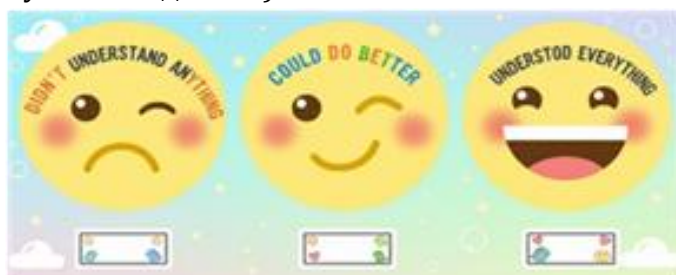 DIDN'T UNDERSTAND ANYTHING
COULD DO BETTER
UNDERSTOD EVERYTHING